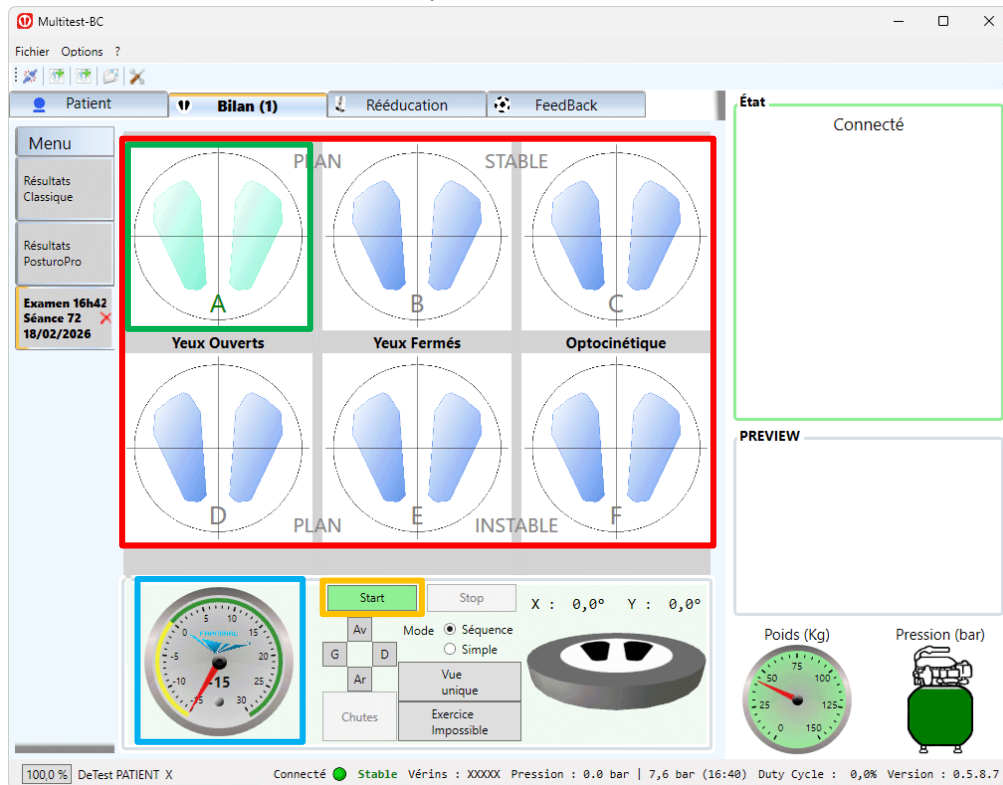 Multitest-BC
Fichier Options ?
Patient
Bilan (1)
Rééducation
FeedBack
Menu
Résultats
Classique
Résultats
PosturoPro
Examen 16h42
Séance 72
18/02/2026
PLAN STABLE
A B C
Yeux Ouverts Yeux Fermés Optocinétique
D E F
PLAN INSTABLE
État
Connecté
PREVIEW
Start Stop
X : 0,0° Y : 0,0°
Av
G D
Ar
Mode Séquence
Simple
Vue
unique
Chutes
Exercice
Impossible
FRAMIRAL
-15 -10 -5 0 5 10 15 20 25 30
-15
Poids (Kg)
0 25 50 75 100 125 150
Pression (bar)
100,0 % DeTest PATIENT X Connecté Stable Vérins : XXXXX Pression : 0.0 bar | 7,6 bar (16:40) Duty Cycle : 0,0% Version : 0.5.8.7